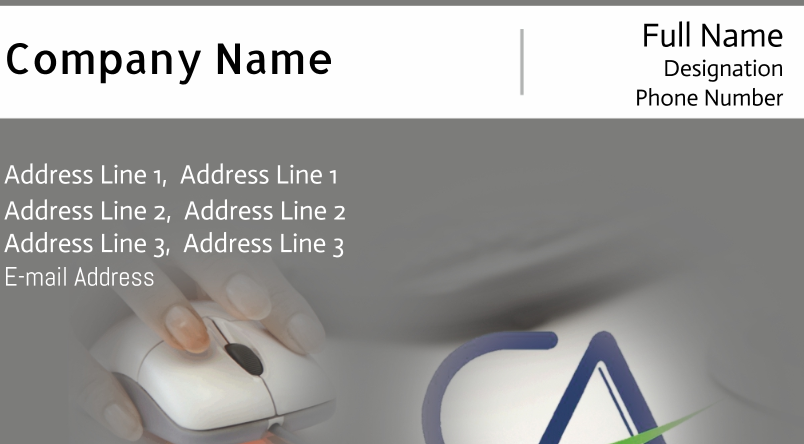 Company Name
Full Name
Designation
Phone Number
Address Line 1, Address Line 1
Address Line 2, Address Line 2
Address Line 3, Address Line 3
E-mail Address
CA